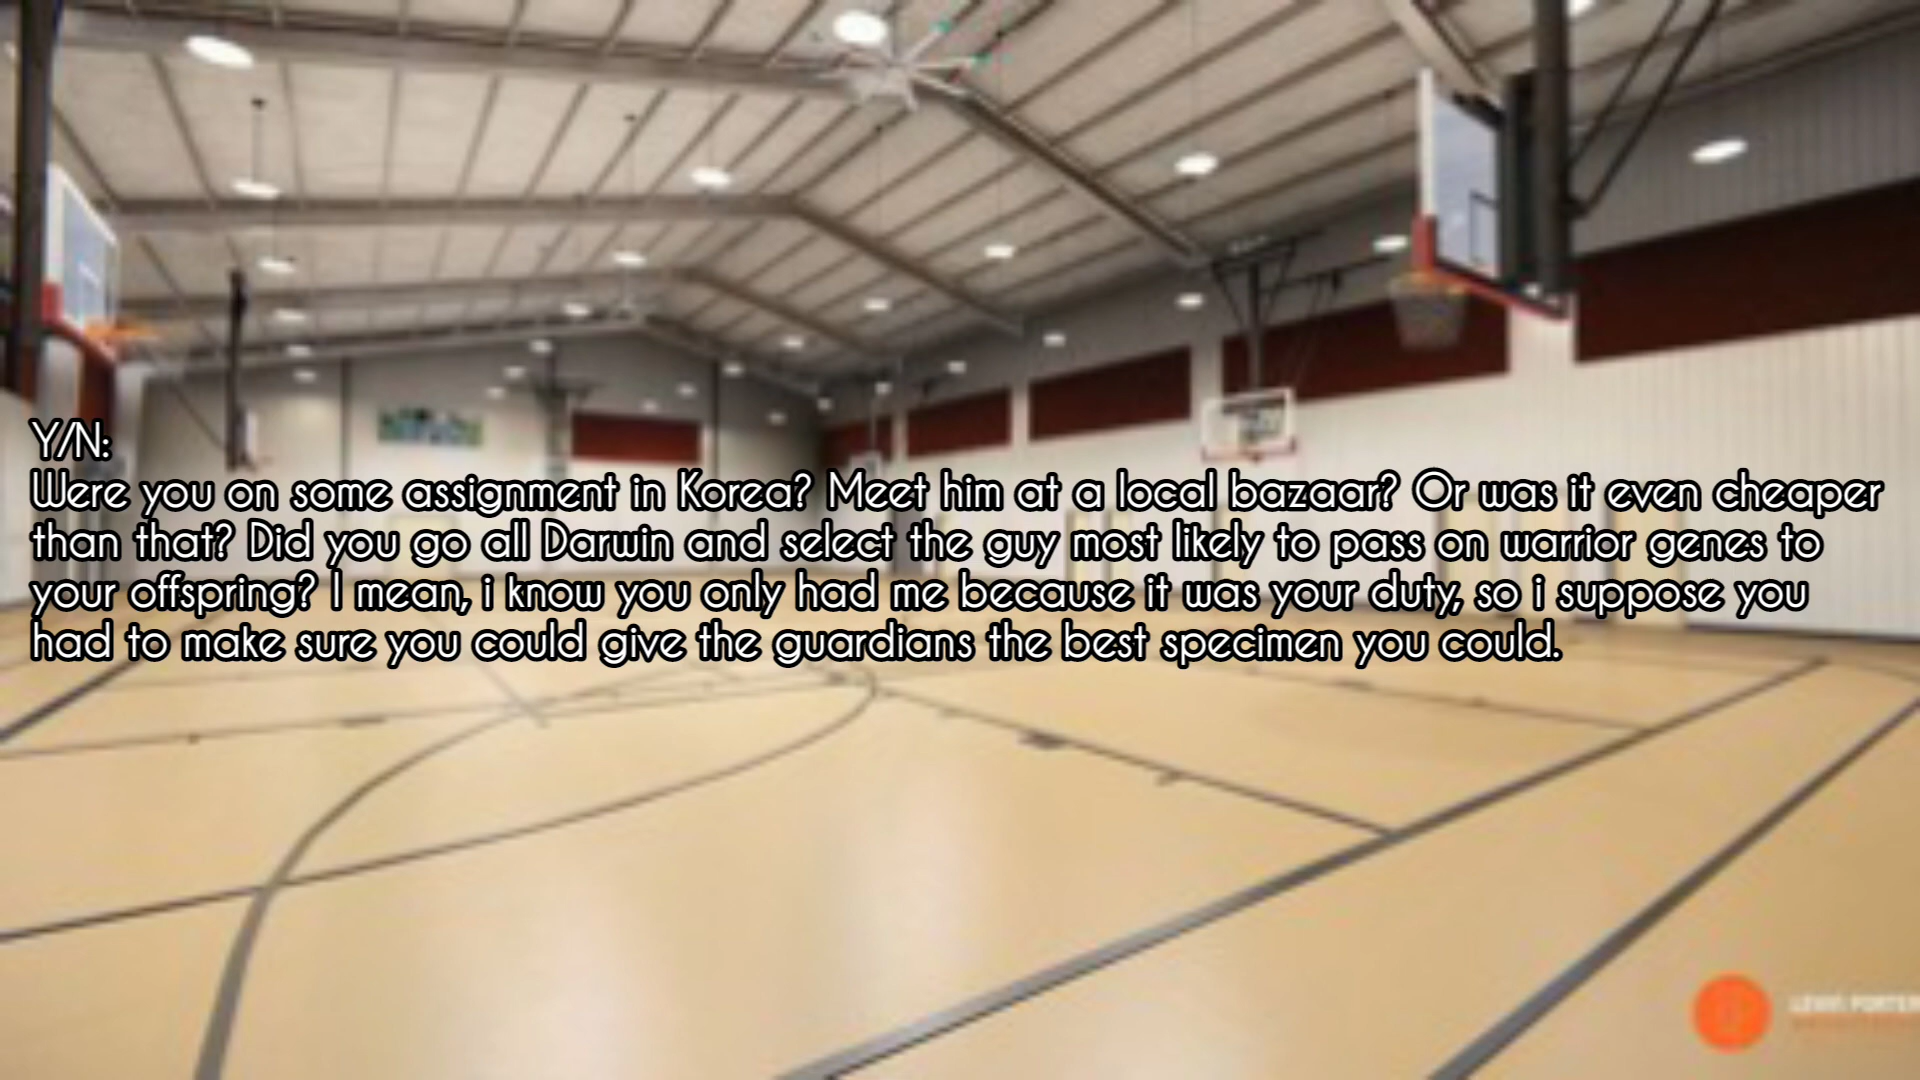 Y/N:
Were you on some assignment in Korea? Meet him at a local bazaar? Or was it even cheaper
than that? Did you go all Darwin and select the guy most likely to pass on warrior genes to
your offspring? I mean, i know you only had me because it was your duty, so i suppose you
had to make sure you could give the guardians the best specimen you could.